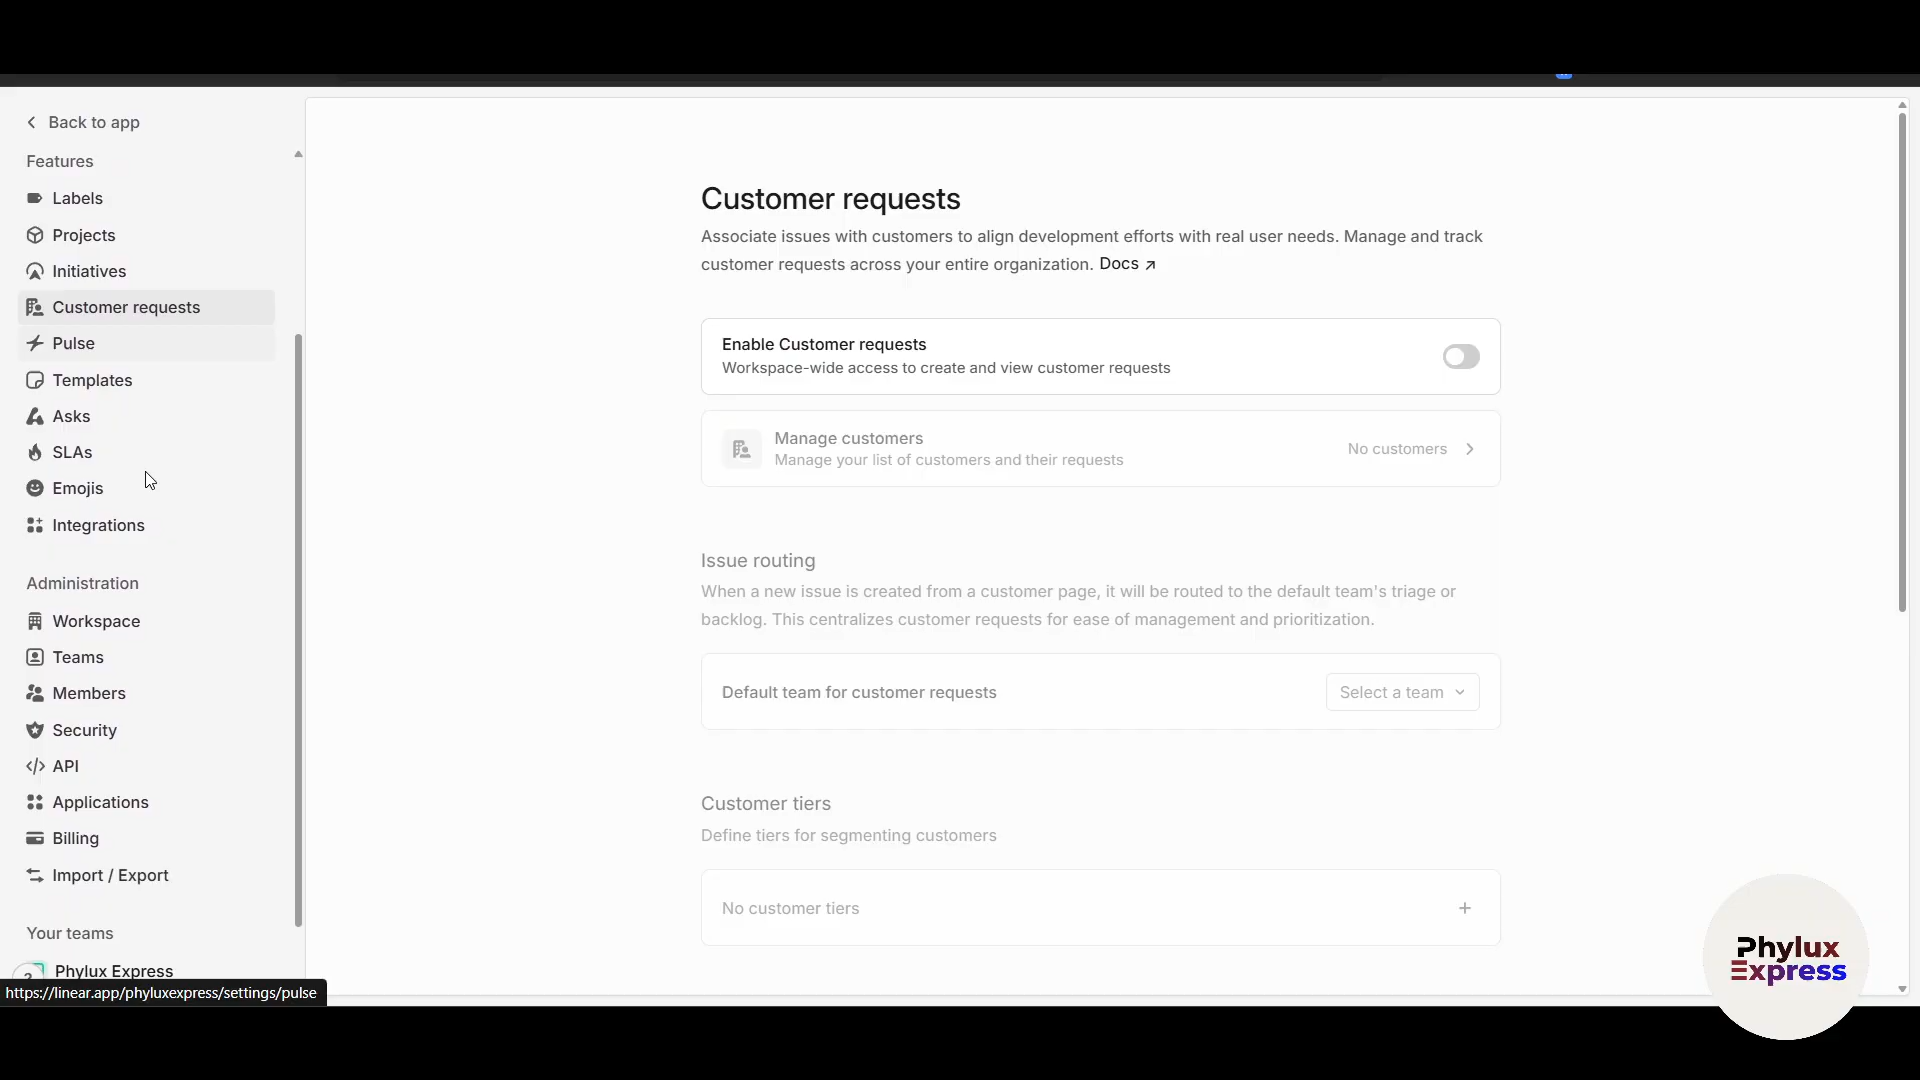 Back to app
Features
Labels
Projects
Initiatives
Customer requests
Pulse
Templates
Asks
SLAs
Emojis
Integrations
Administration
Workspace
Teams
Members
Security
API
Applications
Billing
Import / Export
Your teams
Phylux Express
https://linear.app/phyluxexpress/settings/pulse
Customer requests
Associate issues with customers to align development efforts with real user needs. Manage and track
customer requests across your entire organization. Docs ↗
Enable Customer requests
Workspace-wide access to create and view customer requests
Manage customers
Manage your list of customers and their requests
No customers
Issue routing
When a new issue is created from a customer page, it will be routed to the default team's triage or
backlog. This centralizes customer requests for ease of management and prioritization.
Default team for customer requests
Select a team
Customer tiers
Define tiers for segmenting customers
No customer tiers
Phylux
Express